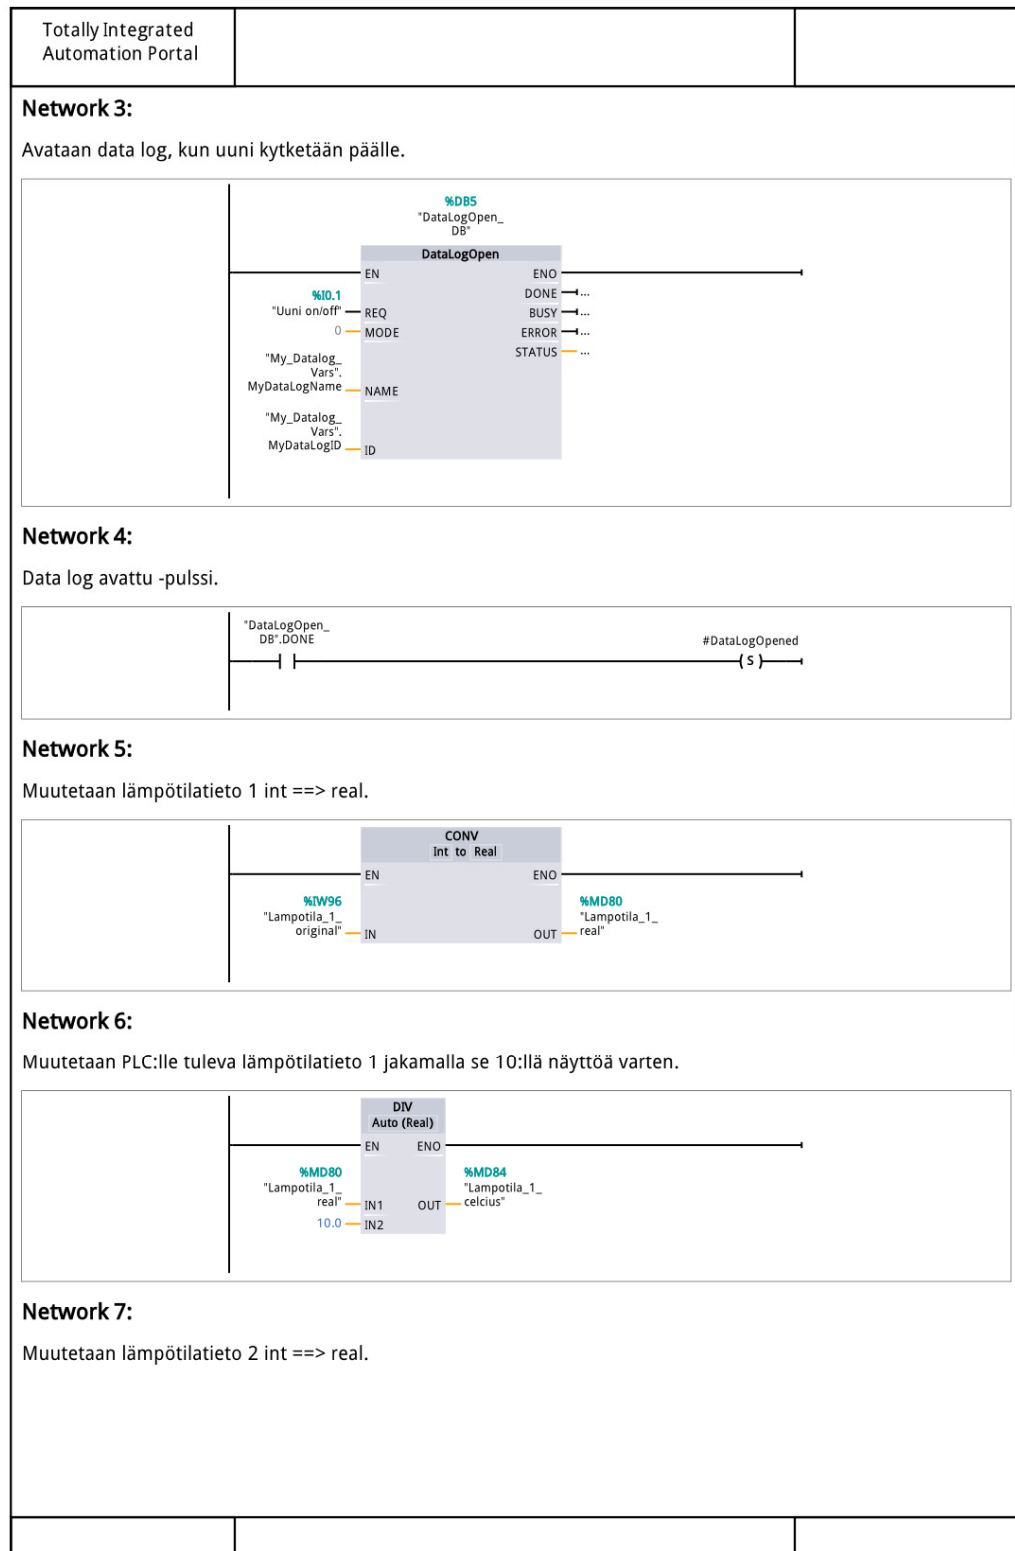 Totally Integrated
Automation Portal
Network 3:
Avataan data log, kun uuni kytketään päälle.
%DB5
"DataLogOpen_
DB"
DataLogOpen
EN
ENO
%I0.1
"Uuni on/off"
REQ
DONE
...
0
MODE
BUSY
...
ERROR
...
STATUS
...
"My_Datalog_
Vars".
MyDataLogName
NAME
"My_Datalog_
Vars".
MyDataLogID
ID
Network 4:
Data log avattu -pulssi.
"DataLogOpen_
DB".DONE
#DataLogOpened
S
Network 5:
Muutetaan lämpötilatieto 1 int ==> real.
CONV
Int to Real
EN
ENO
%IW96
"Lampotila_1_
original"
IN
OUT
%MD80
"Lampotila_1_
real"
Network 6:
Muutetaan PLC:lle tuleva lämpötilatieto 1 jakamalla se 10:llä näyttöä varten.
DIV
Auto (Real)
EN
ENO
%MD80
"Lampotila_1_
real"
IN1
10.0
IN2
OUT
%MD84
"Lampotila_1_
celcius"
Network 7:
Muutetaan lämpötilatieto 2 int ==> real.